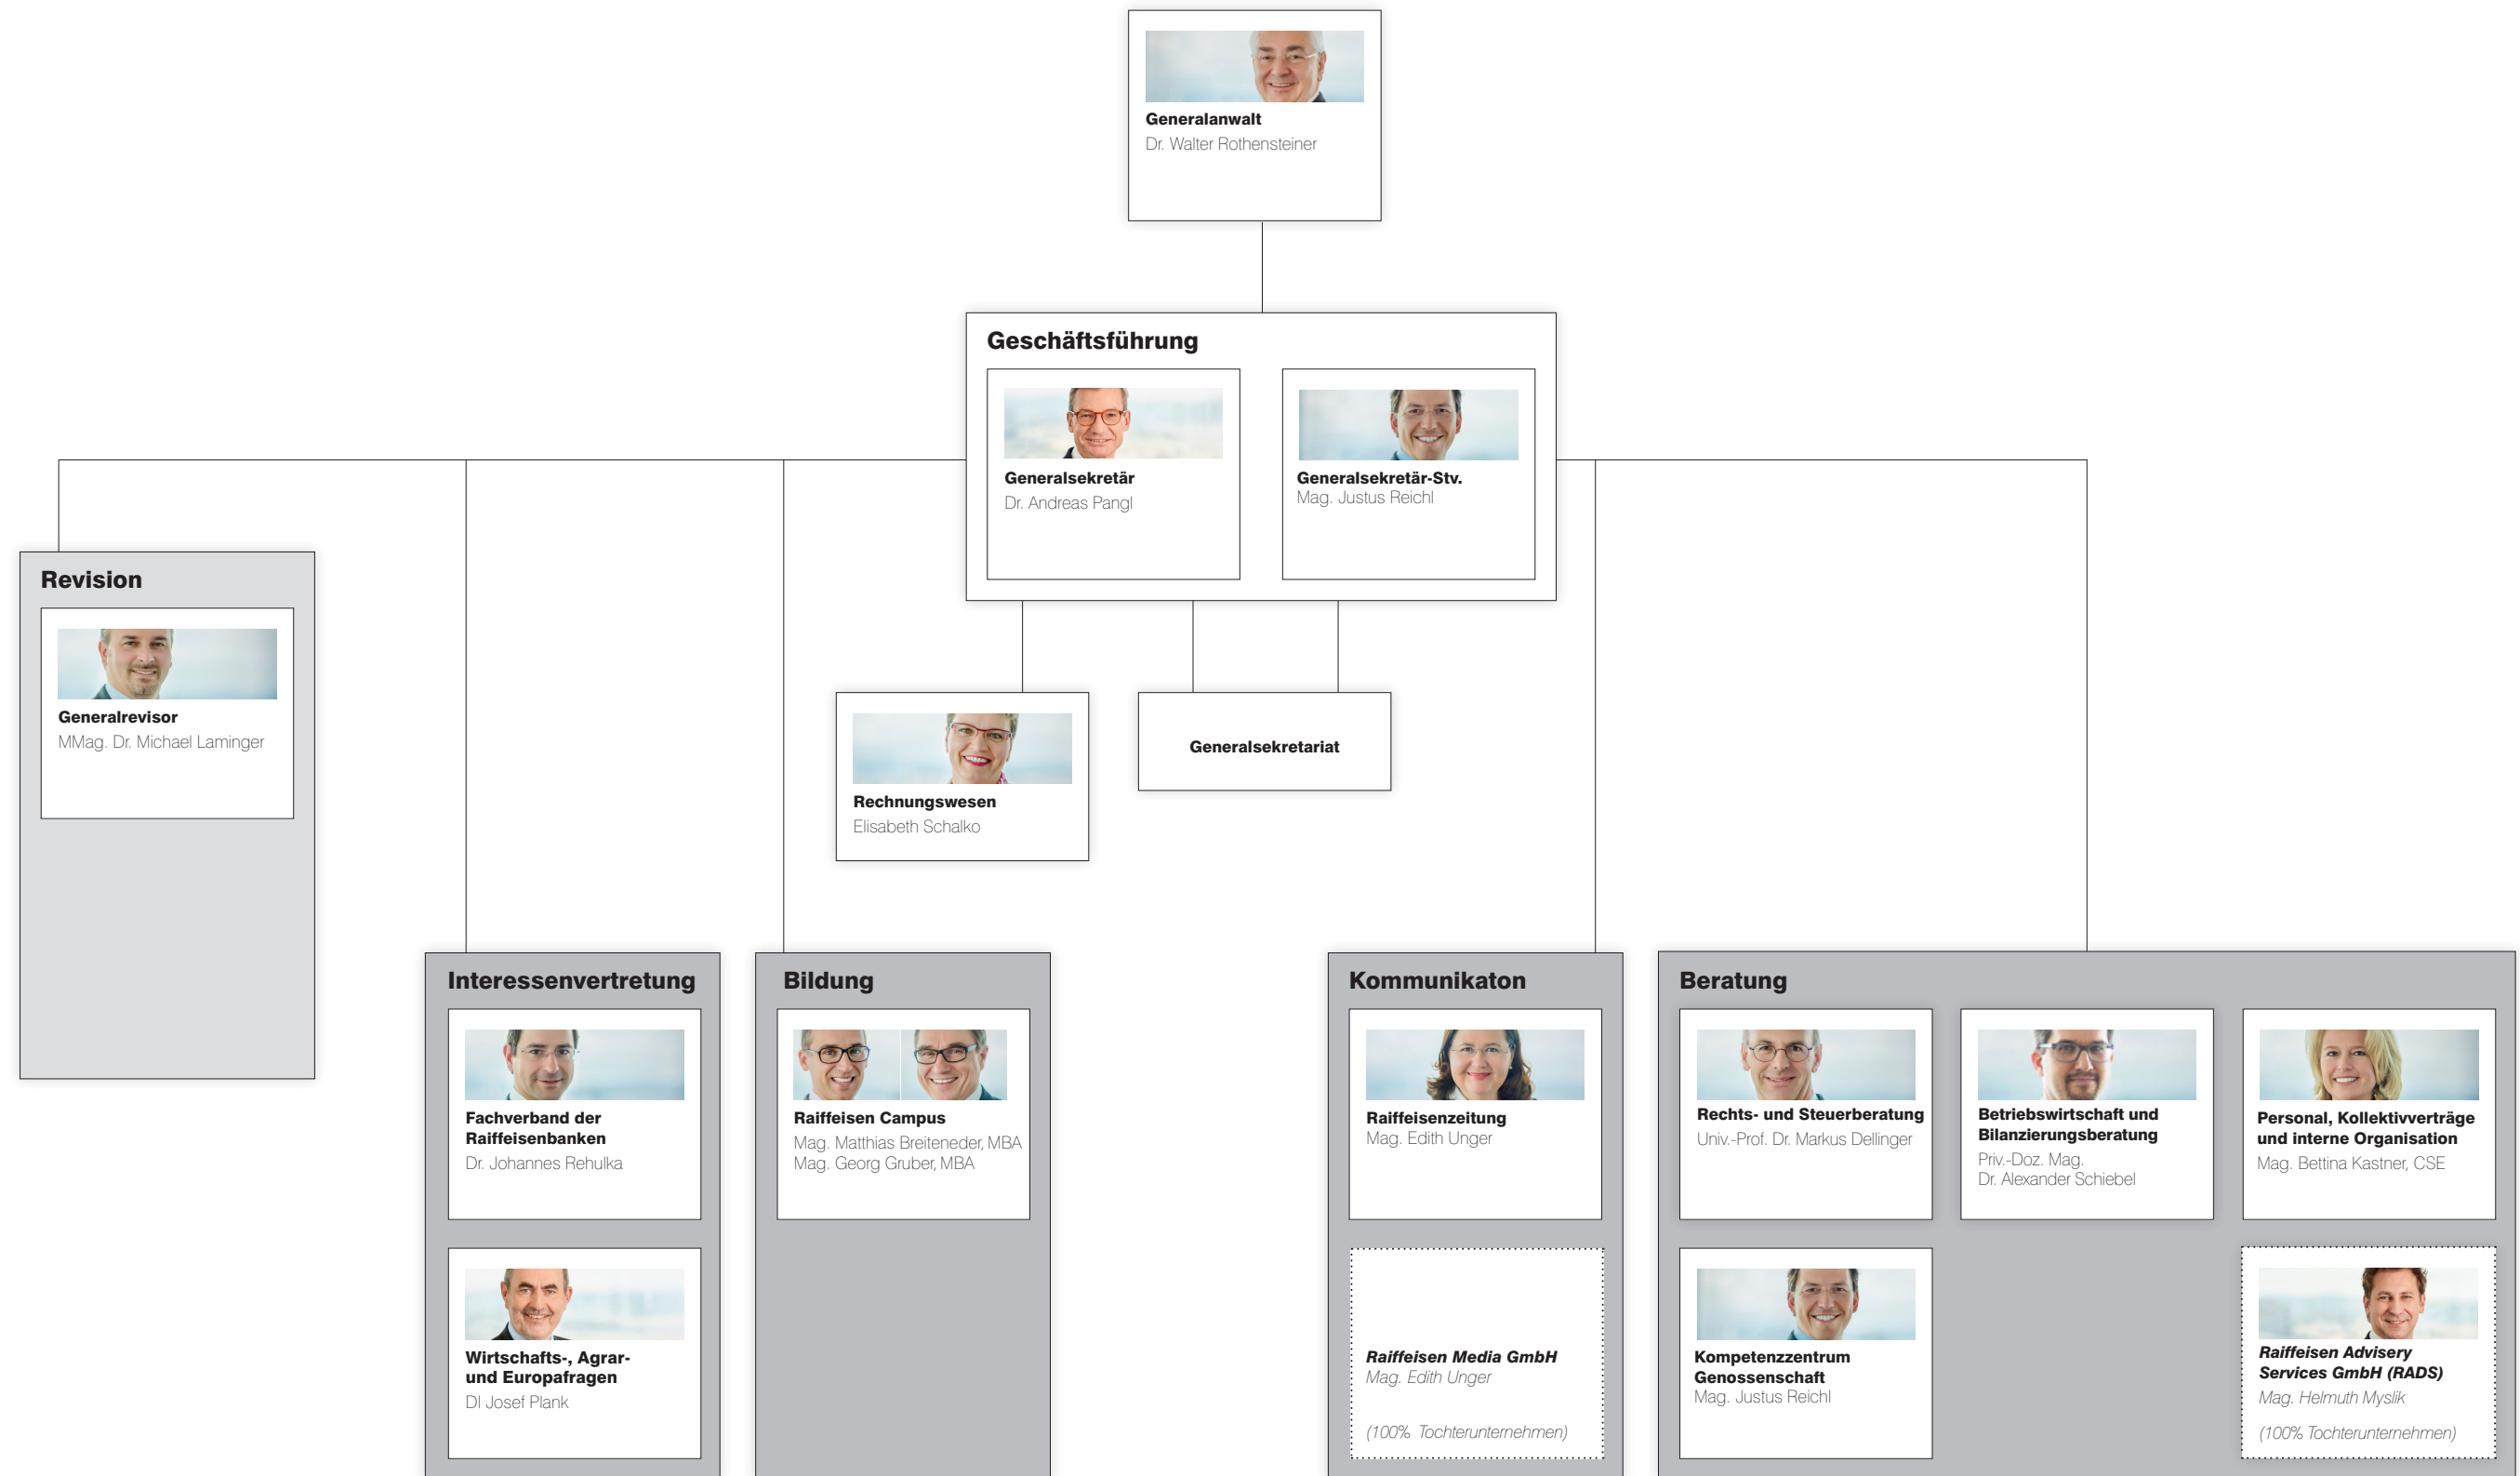 Generalanwalt
Dr. Walter Rothensteiner
Geschäftsführung
Generalsekretär
Dr. Andreas Pangl
Generalsekretär-Stv.
Mag. Justus Reichl
Revision
Generalrevisor
MMag. Dr. Michael Laminger
Rechnungswesen
Elisabeth Schalko
Generalsekretariat
Interessenvertretung
Fachverband der
Raiffeisenbanken
Dr. Johannes Rehulka
Wirtschafts-, Agrar-
und Europafragen
DI Josef Plank
Bildung
Raiffeisen Campus
Mag. Matthias Breiteneder, MBA
Mag. Georg Gruber, MBA
Kommunikaton
Raiffeisenzeitung
Mag. Edith Unger
Raiffeisen Media GmbH
Mag. Edith Unger
(100% Tochterunternehmen)
Beratung
Rechts- und Steuerberatung
Univ.-Prof. Dr. Markus Dellinger
Betriebswirtschaft und
Bilanzierungsberatung
Priv.-Doz. Mag.
Dr. Alexander Schiebel
Personal, Kollektivverträge
und interne Organisation
Mag. Bettina Kastner, CSE
Kompetenzzentrum
Genossenschaft
Mag. Justus Reichl
Raiffeisen Advisery
Services GmbH (RADS)
Mag. Helmuth Myslik
(100% Tochterunternehmen)